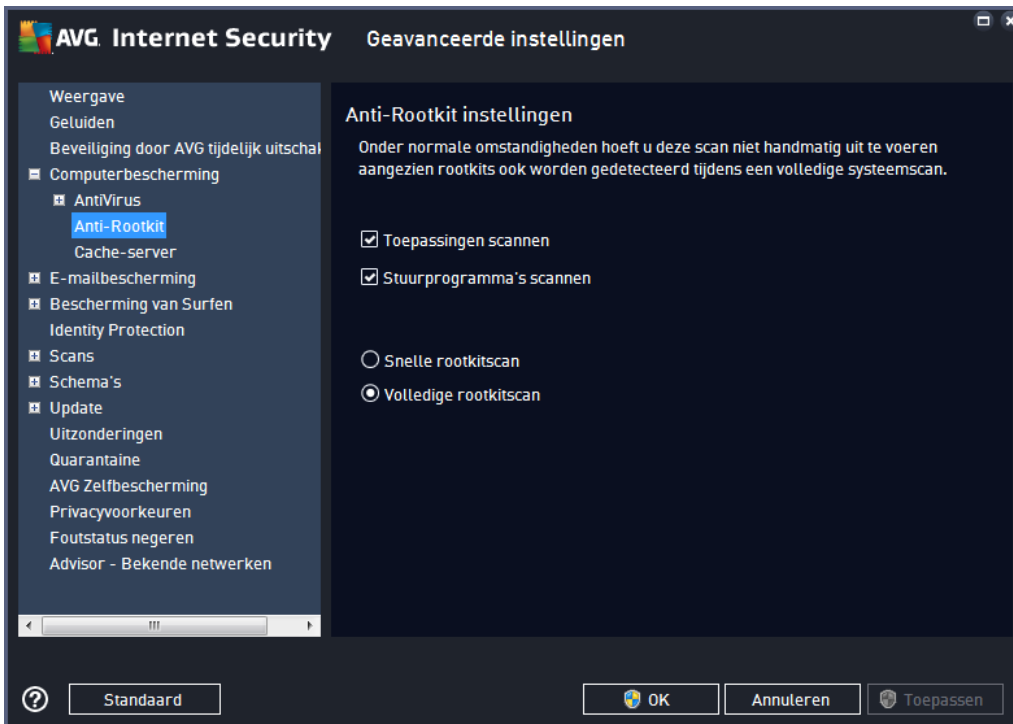 AVG. Internet Security Geavanceerde instellingen
Weergave
Geluiden
Beveiliging door AVG tijdelijk uitschak
Computerbescherming
AntiVirus
Anti-Rootkit
Cache-server
E-mailbescherming
Bescherming van Surfen
Identity Protection
Scans
Schema's
Update
Uitzonderingen
Quarantaine
AVG Zelfbescherming
Privacyvoorkeuren
Foutstatus negeren
Advisor - Bekende netwerken
Anti-Rootkit instellingen
Onder normale omstandigheden hoeft u deze scan niet handmatig uit te voeren
aangezien rootkits ook worden gedetecteerd tijdens een volledige systeemscan.
Toepassingen scannen
Stuurprogramma's scannen
Snelle rootkitscan
Volledige rootkitscan
? Standaard OK Annuleren Toepassen